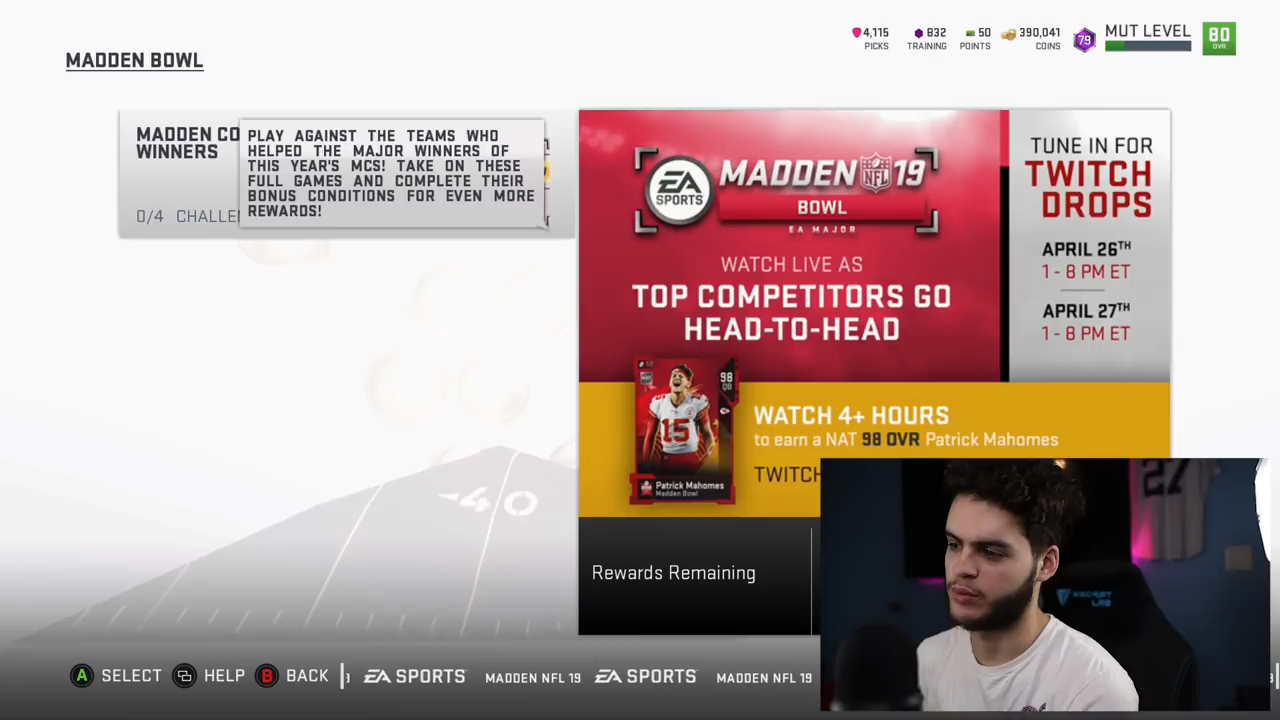 MADDEN BOWL
4,115
PICKS
832
TRAINING
50
POINTS
390,041
COINS
79
MUT LEVEL
80
OVR
MADDEN CO
WINNERS
0/4 CHALLE
PLAY AGAINST THE TEAMS WHO
HELPED THE MAJOR WINNERS OF
THIS YEAR'S MCS! TAKE ON THESE
FULL GAMES AND COMPLETE THEIR
BONUS CONDITIONS FOR EVEN MORE
REWARDS!
EA
SPORTS
MADDEN NFL 19
BOWL
EA MAJOR
WATCH LIVE AS
TOP COMPETITORS GO
HEAD-TO-HEAD
TUNE IN FOR
TWITCH
DROPS
APRIL 26TH
1 - 8 PM ET
APRIL 27TH
1 - 8 PM ET
98
QB
15
Patrick Mahomes
Madden Bowl
WATCH 4+ HOURS
to earn a NAT 98 OVR Patrick Mahomes
TWITCH
Rewards Remaining
40
27
A SELECT
HELP
B BACK
EA SPORTS
MADDEN NFL 19
EA SPORTS
MADDEN NFL 19